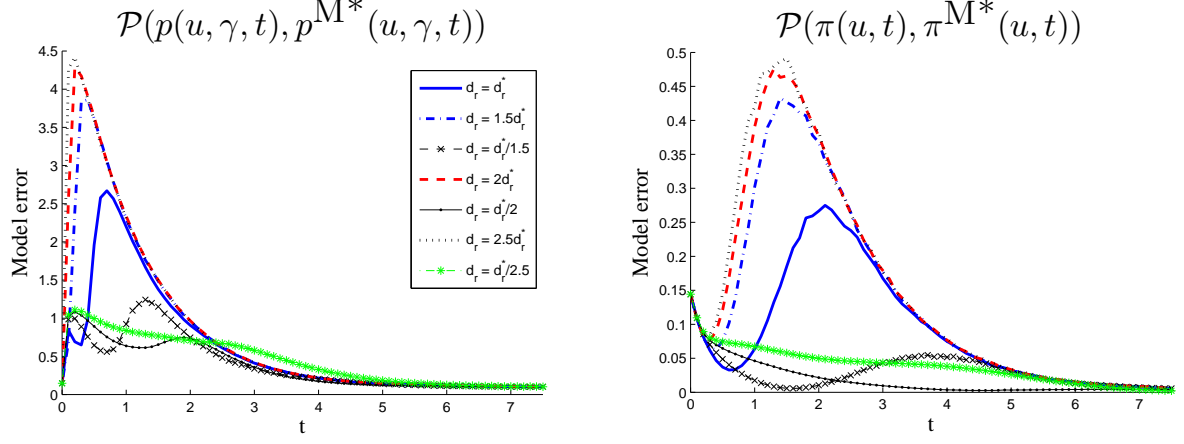 𝒫(p(u, γ, t), p^M*(u, γ, t))
Model error
4.5
4
3.5
3
2.5
2
1.5
1
0.5
0
0 1 2 3 4 5 6 7
t
d_r = d_r^*
d_r = 1.5d_r^*
d_r = d_r^*/1.5
d_r = 2d_r^*
d_r = d_r^*/2
d_r = 2.5d_r^*
d_r = d_r^*/2.5
𝒫(π(u, t), π^M*(u, t))
Model error
0.5
0.45
0.4
0.35
0.3
0.25
0.2
0.15
0.1
0.05
0
0 1 2 3 4 5 6 7
t